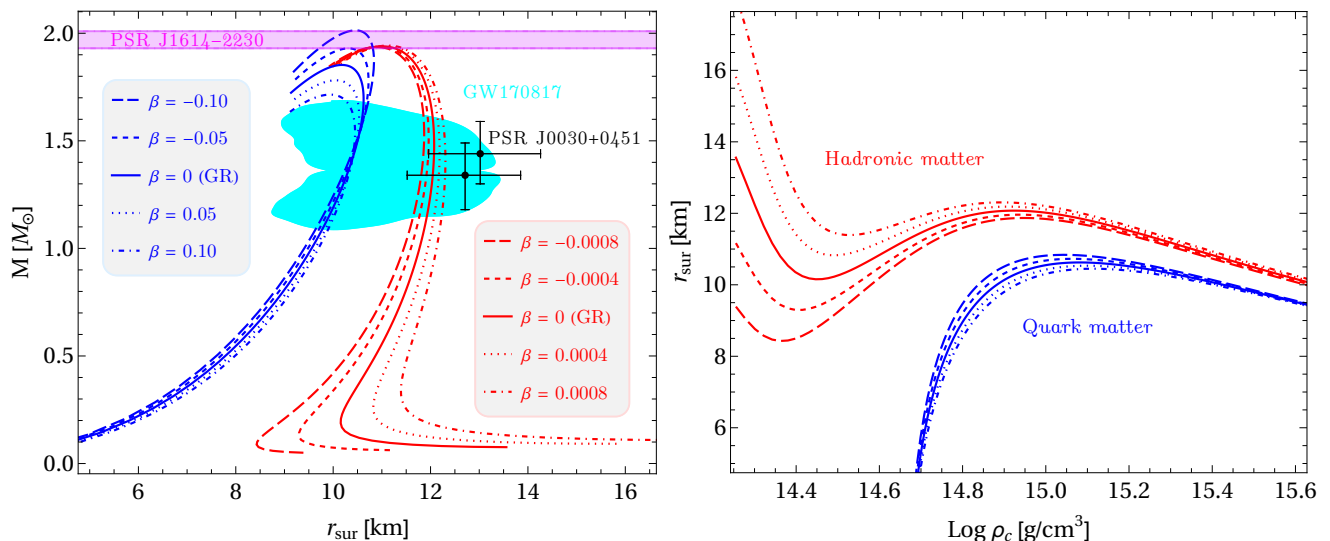 PSR J1614−2230
GW170817
PSR J0030+0451
β = −0.10
β = −0.05
β = 0 (GR)
β = 0.05
β = 0.10
β = −0.0008
β = −0.0004
β = 0 (GR)
β = 0.0004
β = 0.0008
M [M⊙]
2.0
1.5
1.0
0.5
0.0
6 8 10 12 14 16
r_sur [km]
Hadronic matter
Quark matter
r_sur [km]
16
14
12
10
8
6
14.4 14.6 14.8 15.0 15.2 15.4 15.6
Log ρ_c [g/cm³]